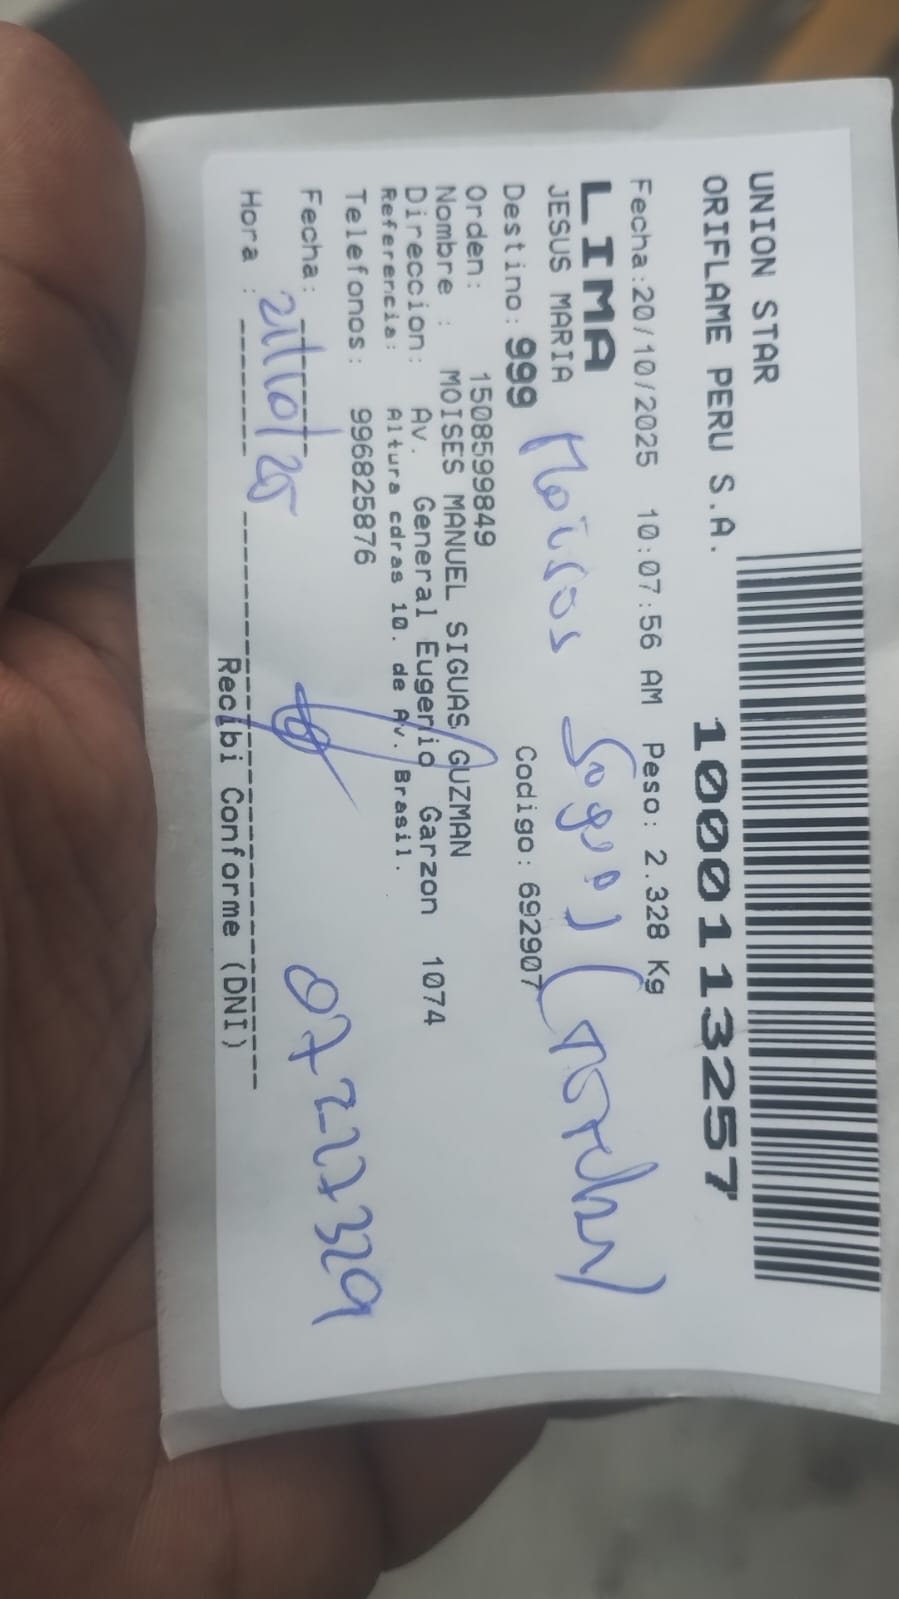 UNION STAR
ORIFLAME PERU S.A.
1000113257
Fecha:20/10/2025 10:07:56 AM Peso: 2.328 Kg
LIMA
JESUS MARIA
Moises
Destino: 999 Codigo: 692907
Orden: 1508599849
Nombre : MOISES MANUEL SIGUAS GUZMAN
Direccion: Av. General Eugenio Garzon 1074
Referencia: Altura cdras 10. de Av. Brasil.
Telefonos: 996825876
Fecha: 21/10/25
07227329
Hora :
Recibi Conforme (DNI)